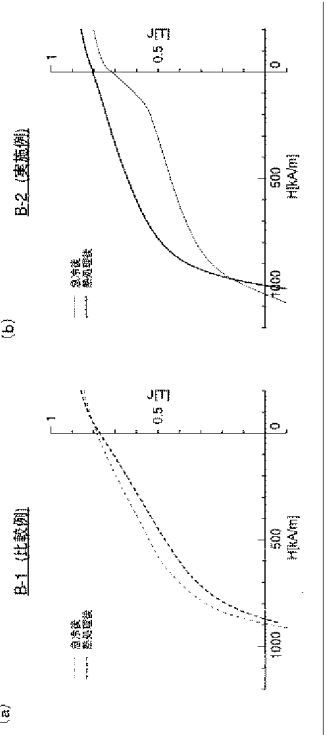 (a)
B-1 (比較例)
急冷後
熱処理後
1
0.5
J[T]
1000
500
0
H[kA/m]
(b)
B-2 (実施例)
急冷後
熱処理後
1
0.5
J[T]
1000
500
0
H[kA/m]